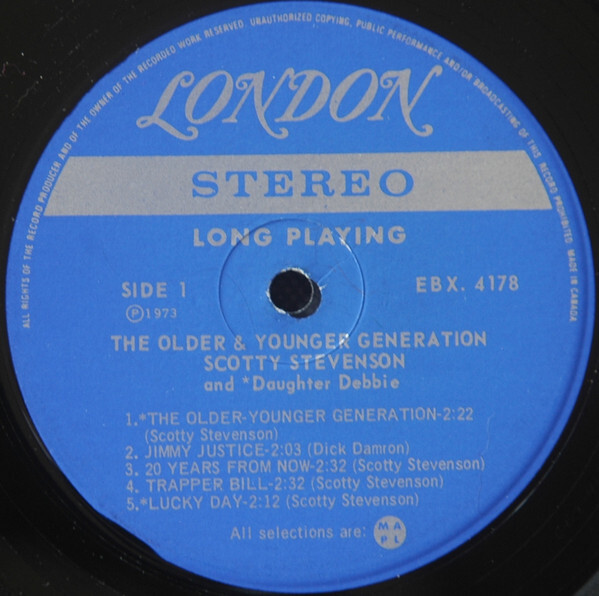 ALL RIGHTS OF THE RECORD PRODUCER AND OF THE OWNER OF THE RECORDED WORK RESERVED. UNAUTHORIZED COPYING, PUBLIC PERFORMANCE AND/OR BROADCASTING OF THIS RECORD PROHIBITED. MADE IN CANADA.
LONDON
STEREO
LONG PLAYING
SIDE 1 EBX. 4178
℗1973
THE OLDER & YOUNGER GENERATION
SCOTTY STEVENSON
and *Daughter Debbie
1.*THE OLDER-YOUNGER GENERATION-2:22
(Scotty Stevenson)
2. JIMMY JUSTICE-2:03 (Dick Damron)
3. 20 YEARS FROM NOW-2:32 (Scotty Stevenson)
4. TRAPPER BILL-2:32 (Scotty Stevenson)
5.*LUCKY DAY-2:12 (Scotty Stevenson)
All selections are: M A P L